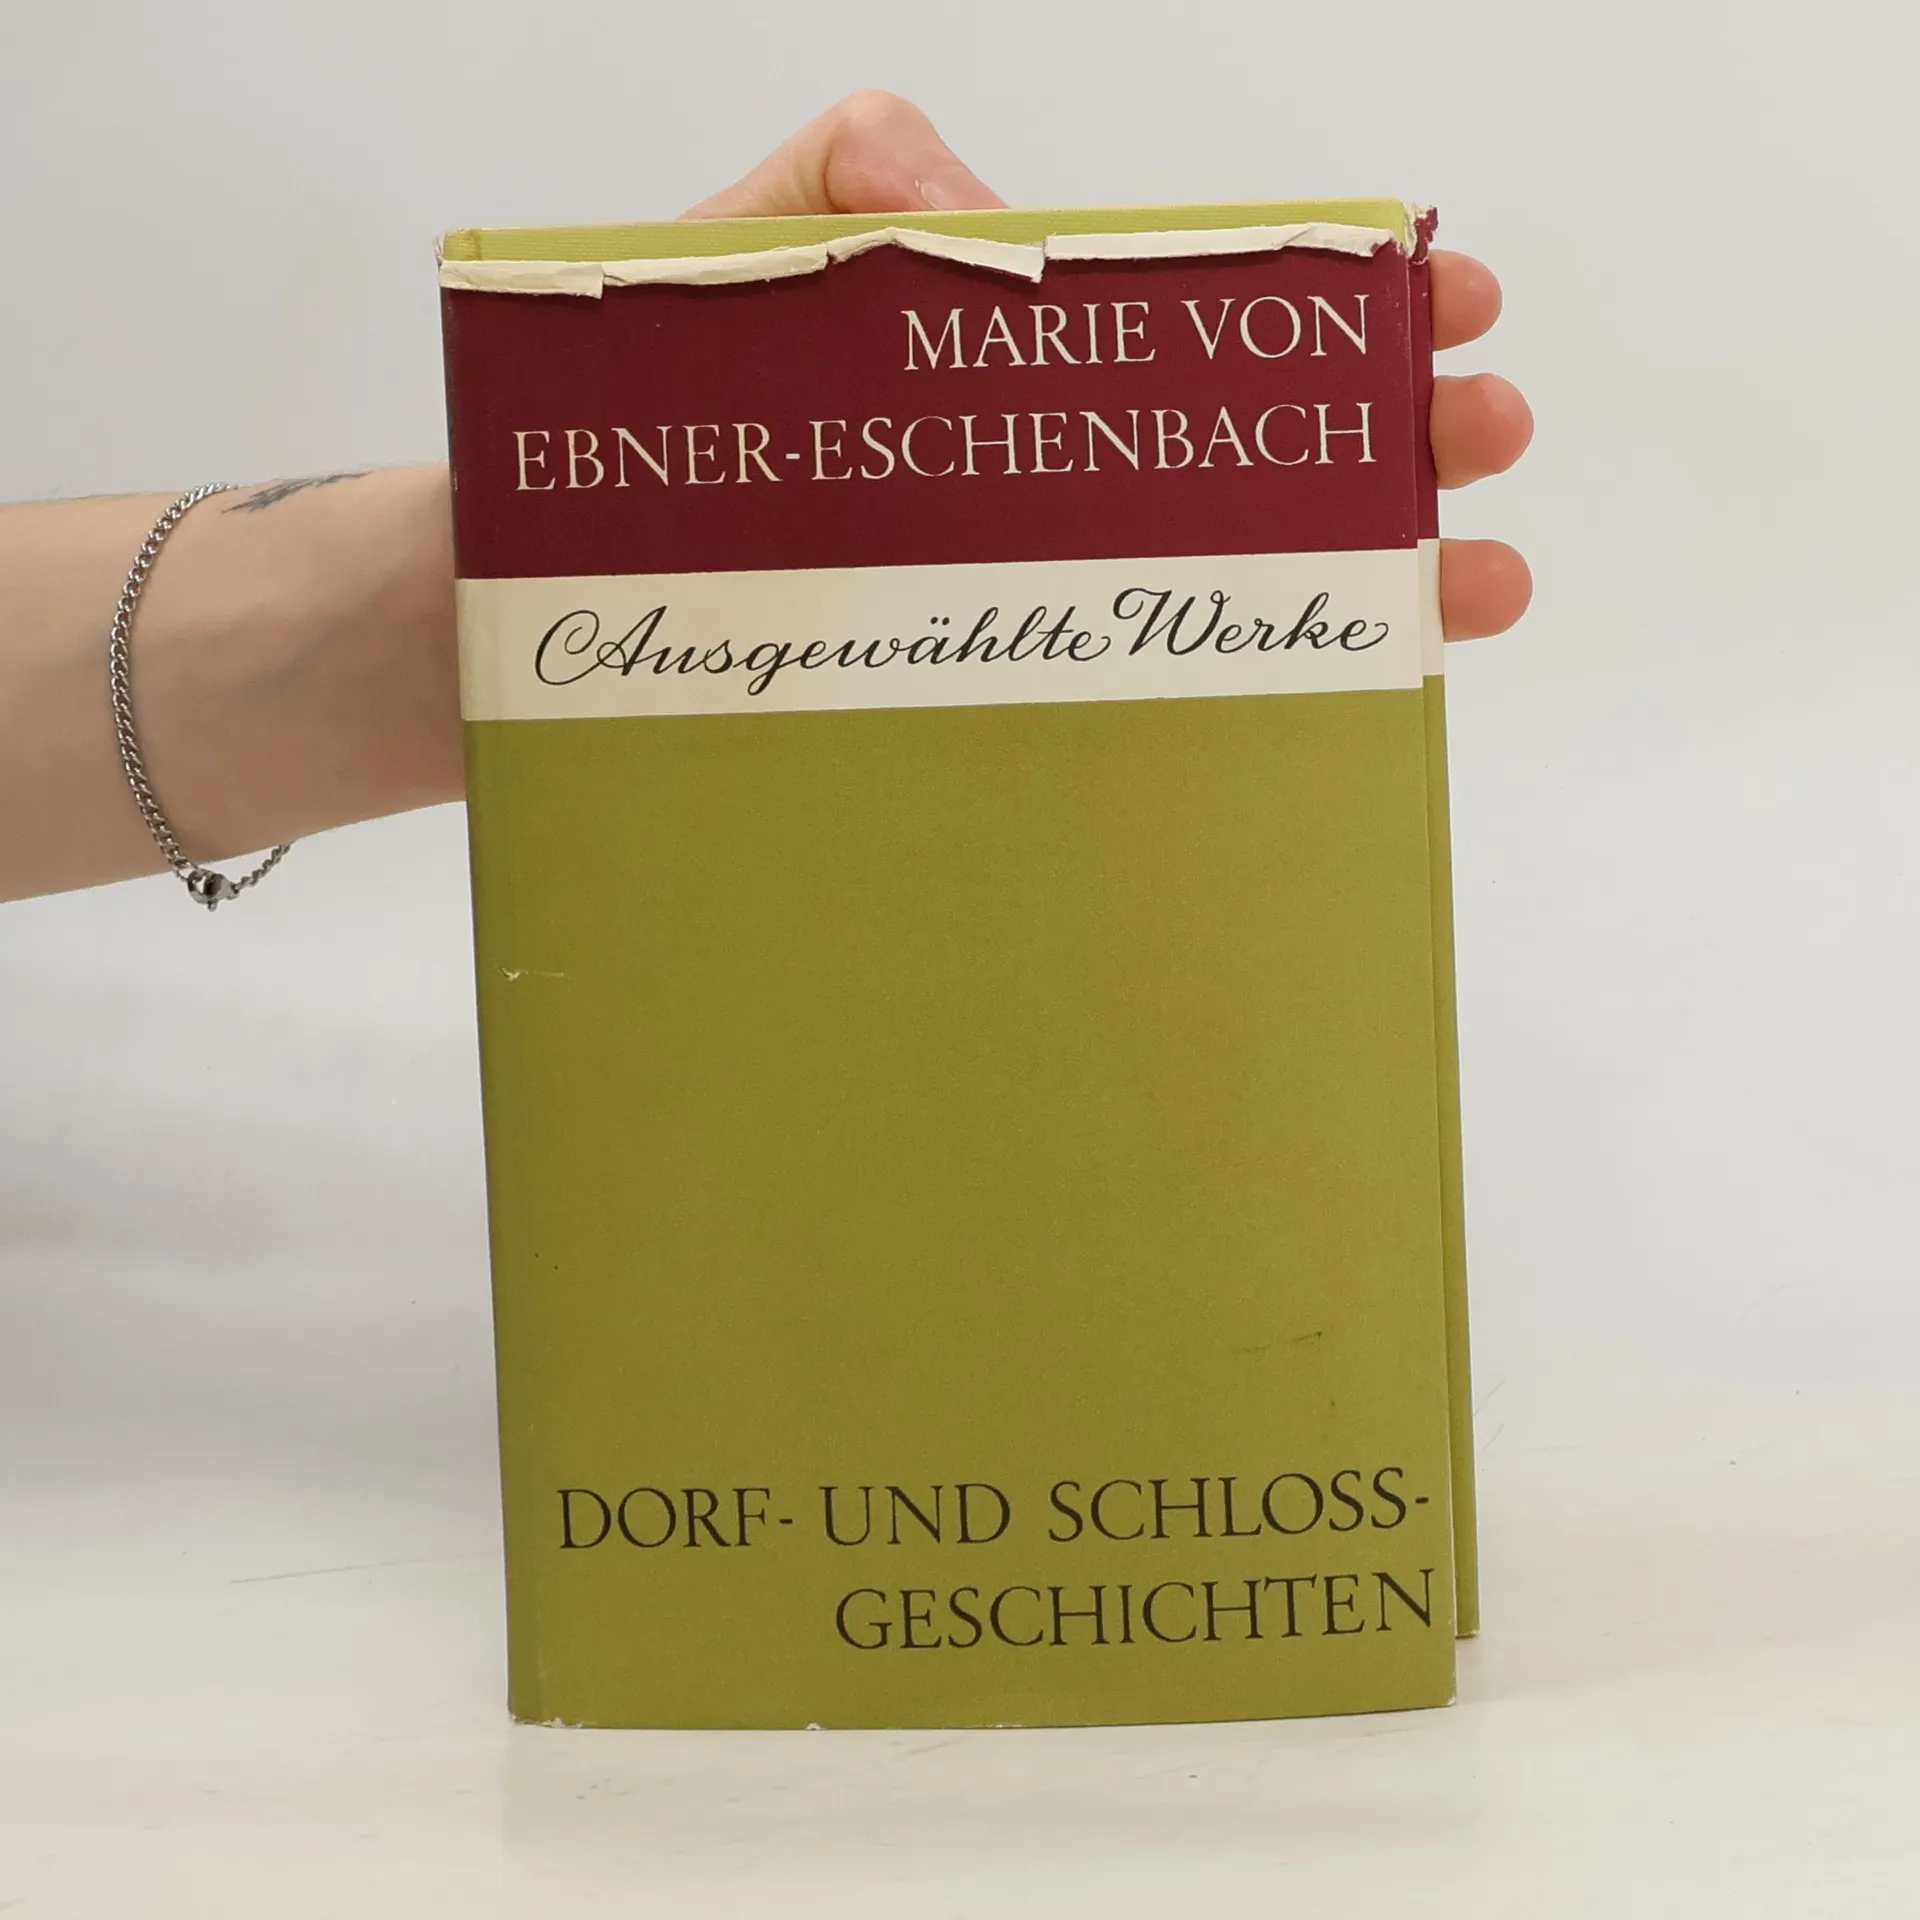 MARIE VON
EBNER-ESCHENBACH
Ausgewählte Werke
DORF- UND SCHLOSS-
GESCHICHTEN